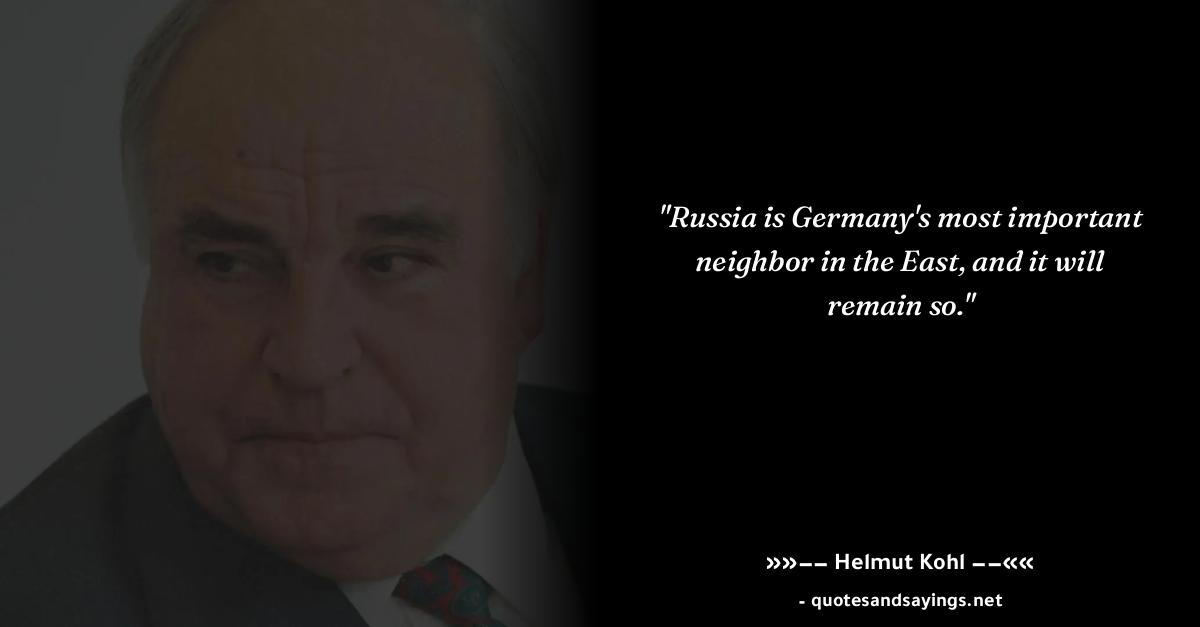 "Russia is Germany's most important
neighbor in the East, and it will
remain so."
»»−− Helmut Kohl −−««
- quotesandsayings.net